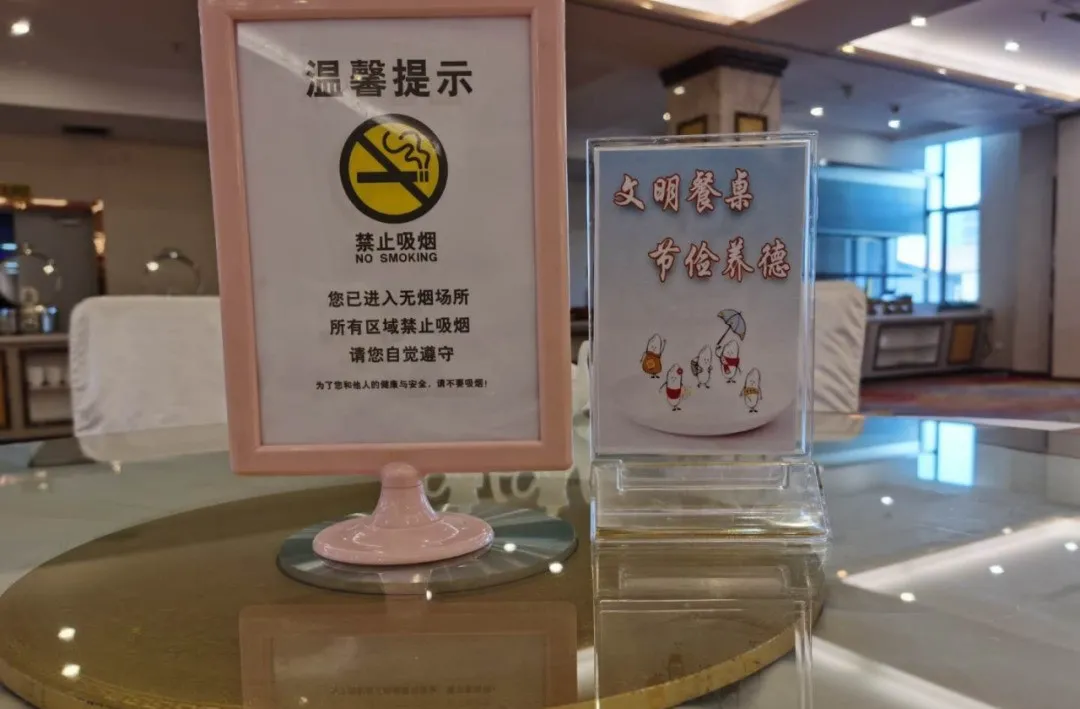 温馨提示
禁止吸烟
NO SMOKING
您已进入无烟场所
所有区域禁止吸烟
请您自觉遵守
为了您和他人的健康与安全，请不要吸烟！
文明餐桌
节俭养德